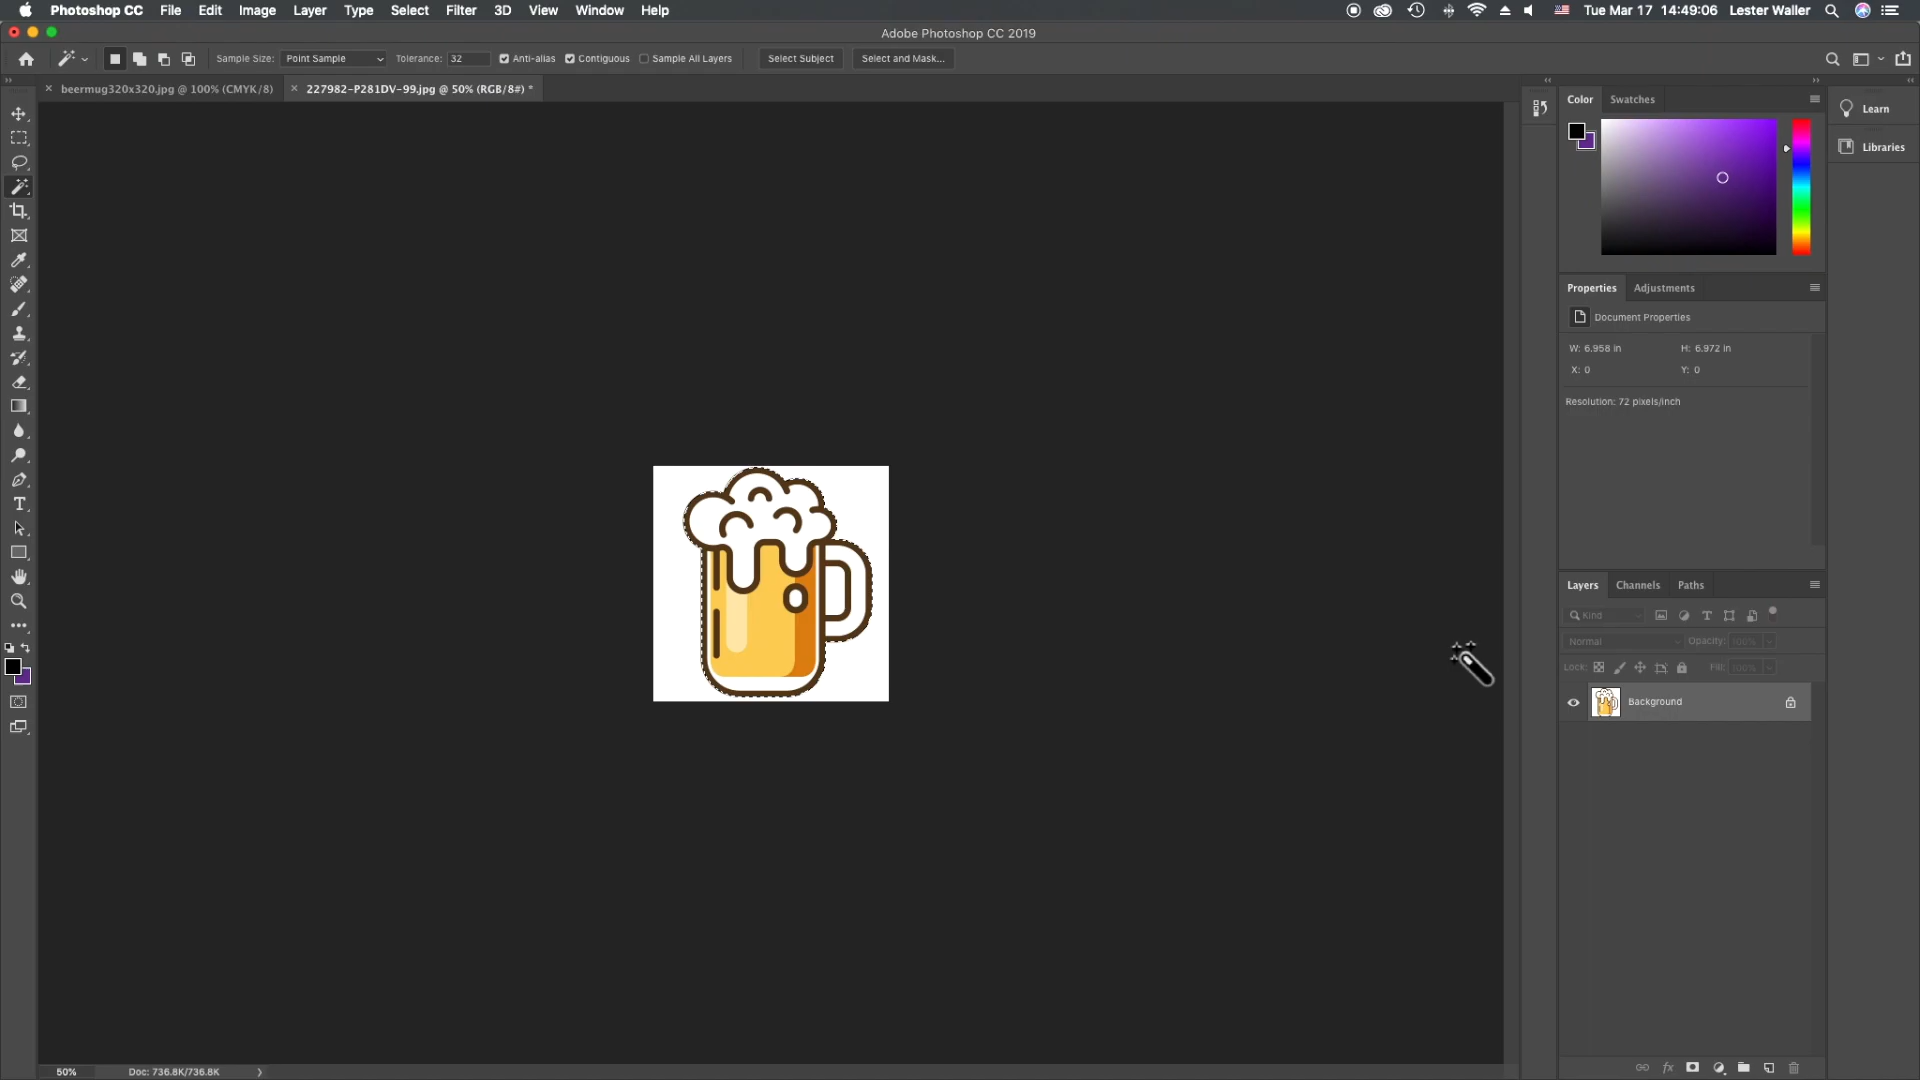 Photoshop CC File Edit Image Layer Type Select Filter 3D View Window Help Tue Mar 17 14:49:06 Lester Waller
Adobe Photoshop CC 2019
Sample Size: Point Sample Tolerance: 32 Anti-alias Contiguous Sample All Layers Select Subject Select and Mask...
beermug320x320.jpg @ 100% (CMYK/8) 227982-P281DV-99.jpg @ 50% (RGB/8#) *
Color Swatches
Learn
Libraries
Properties Adjustments
Document Properties
W: 6.958 in H: 6.972 in
X: 0 Y: 0
Resolution: 72 pixels/inch
Layers Channels Paths
Kind
Normal Opacity: 100%
Lock: Fill: 100%
Background
50% Doc: 736.8K/736.8K